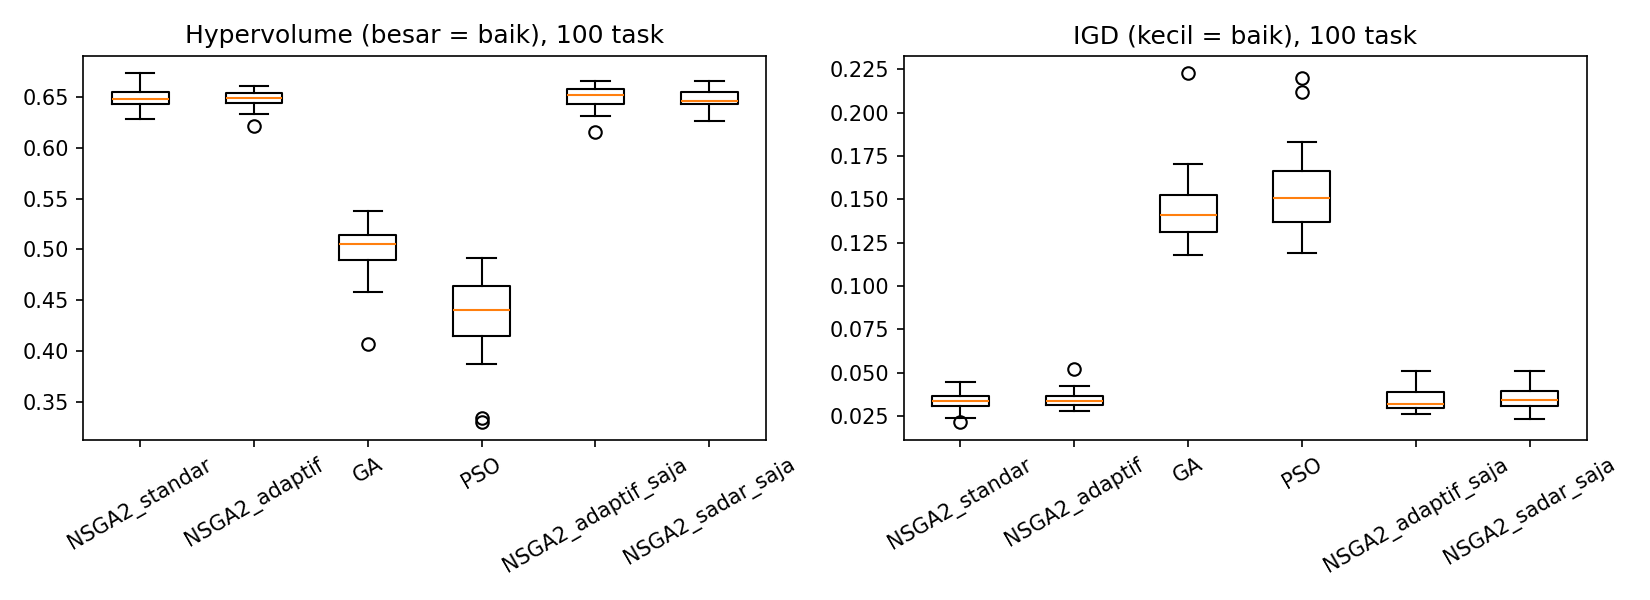 Hypervolume (besar = baik), 100 task
0.65
0.60
0.55
0.50
0.45
0.40
0.35
NSGA2_standar
NSGA2_adaptif
GA
PSO
NSGA2_adaptif_saja
NSGA2_sadar_saja
IGD (kecil = baik), 100 task
0.225
0.200
0.175
0.150
0.125
0.100
0.075
0.050
0.025
NSGA2_standar
NSGA2_adaptif
GA
PSO
NSGA2_adaptif_saja
NSGA2_sadar_saja